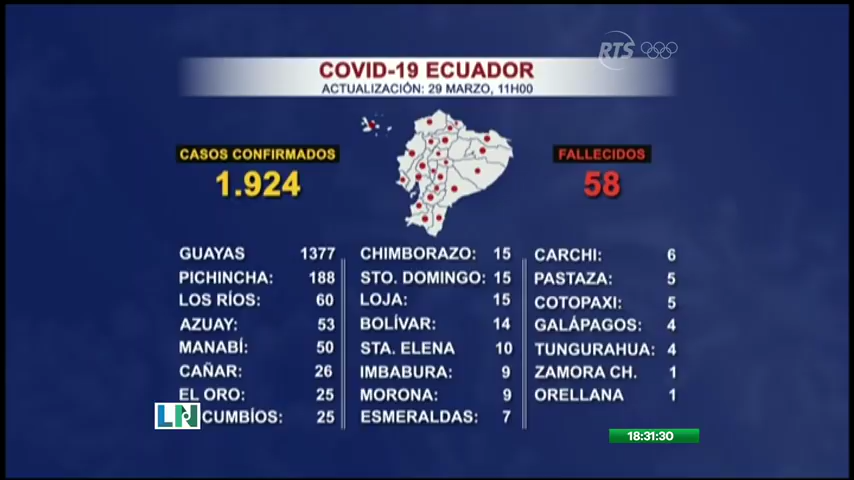 RTS
COVID-19 ECUADOR
ACTUALIZACIÓN: 29 MARZO, 11H00
CASOS CONFIRMADOS
1.924
FALLECIDOS
58
GUAYAS 1377
PICHINCHA: 188
LOS RÍOS: 60
AZUAY: 53
MANABÍ: 50
CAÑAR: 26
EL ORO: 25
CUMBÍOS: 25
CHIMBORAZO: 15
STO. DOMINGO: 15
LOJA: 15
BOLÍVAR: 14
STA. ELENA 10
IMBABURA: 9
MORONA: 9
ESMERALDAS: 7
CARCHI: 6
PASTAZA: 5
COTOPAXI: 5
GALÁPAGOS: 4
TUNGURAHUA: 4
ZAMORA CH. 1
ORELLANA 1
LN
18:31:30